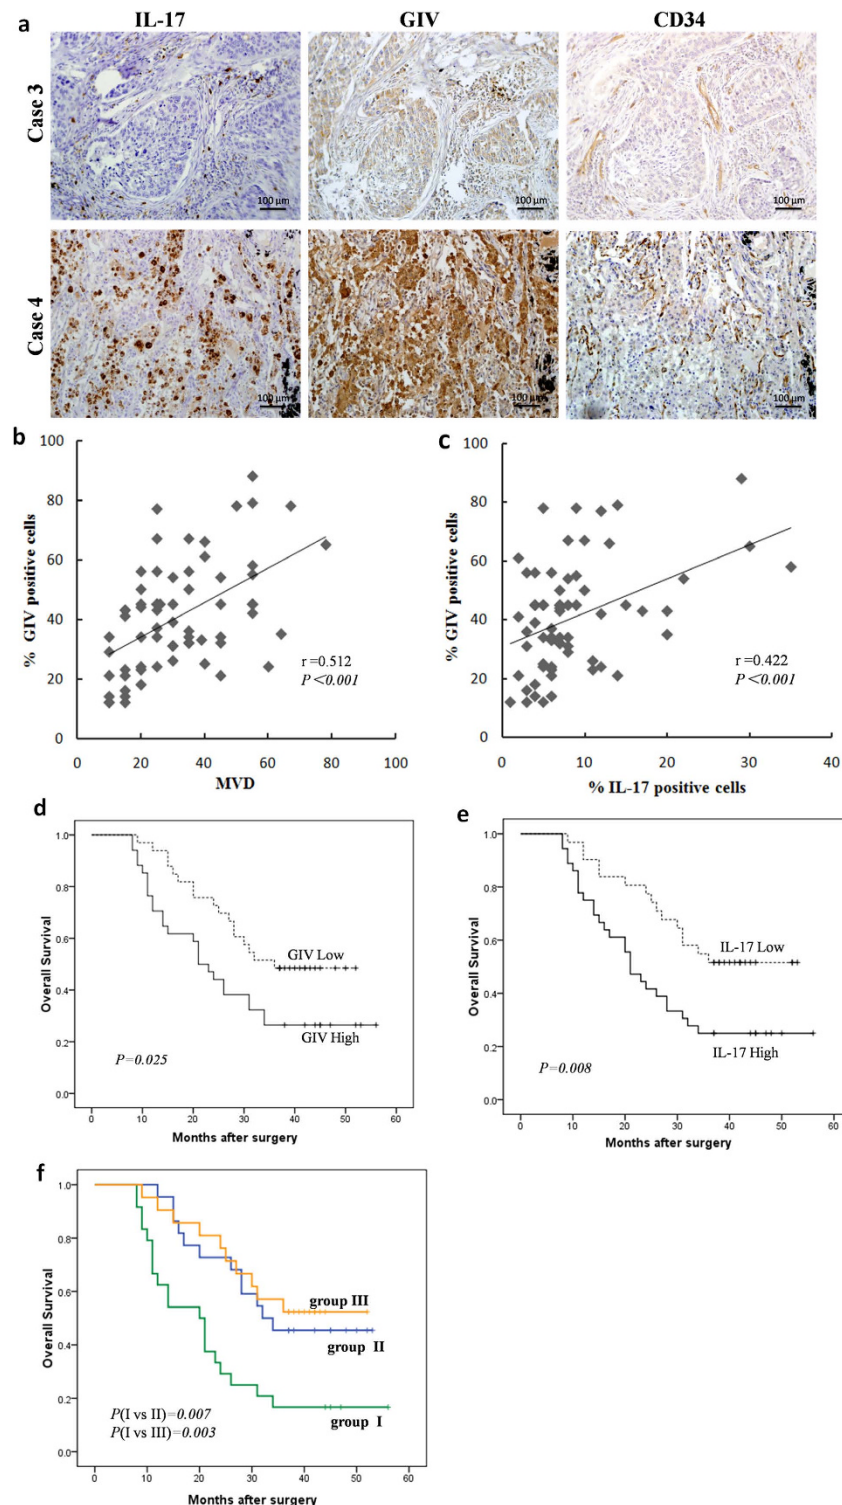 a
IL-17 GIV CD34
Case 3
100 μm 100 μm 100 μm
Case 4
100 μm 100 μm 100 μm
b
100
80
60
40
20
0
% GIV positive cells
r=0.512
P<0.001
0 20 40 60 80 100
MVD
c
100
80
60
40
20
0
% GIV positive cells
r=0.422
P<0.001
0 10 20 30 40
% IL-17 positive cells
d
1.0
0.8
0.6
0.4
0.2
0.0
Overall Survival
GIV Low
GIV High
P=0.025
0 10 20 30 40 50 60
Months after surgery
e
1.0
0.8
0.6
0.4
0.2
0.0
Overall Survival
IL-17 Low
IL-17 High
P=0.008
0 10 20 30 40 50 60
Months after surgery
f
1.0
0.8
0.6
0.4
0.2
0.0
Overall Survival
group III
group II
group I
P(I vs II)=0.007
P(I vs III)=0.003
0 10 20 30 40 50 60
Months after surgery